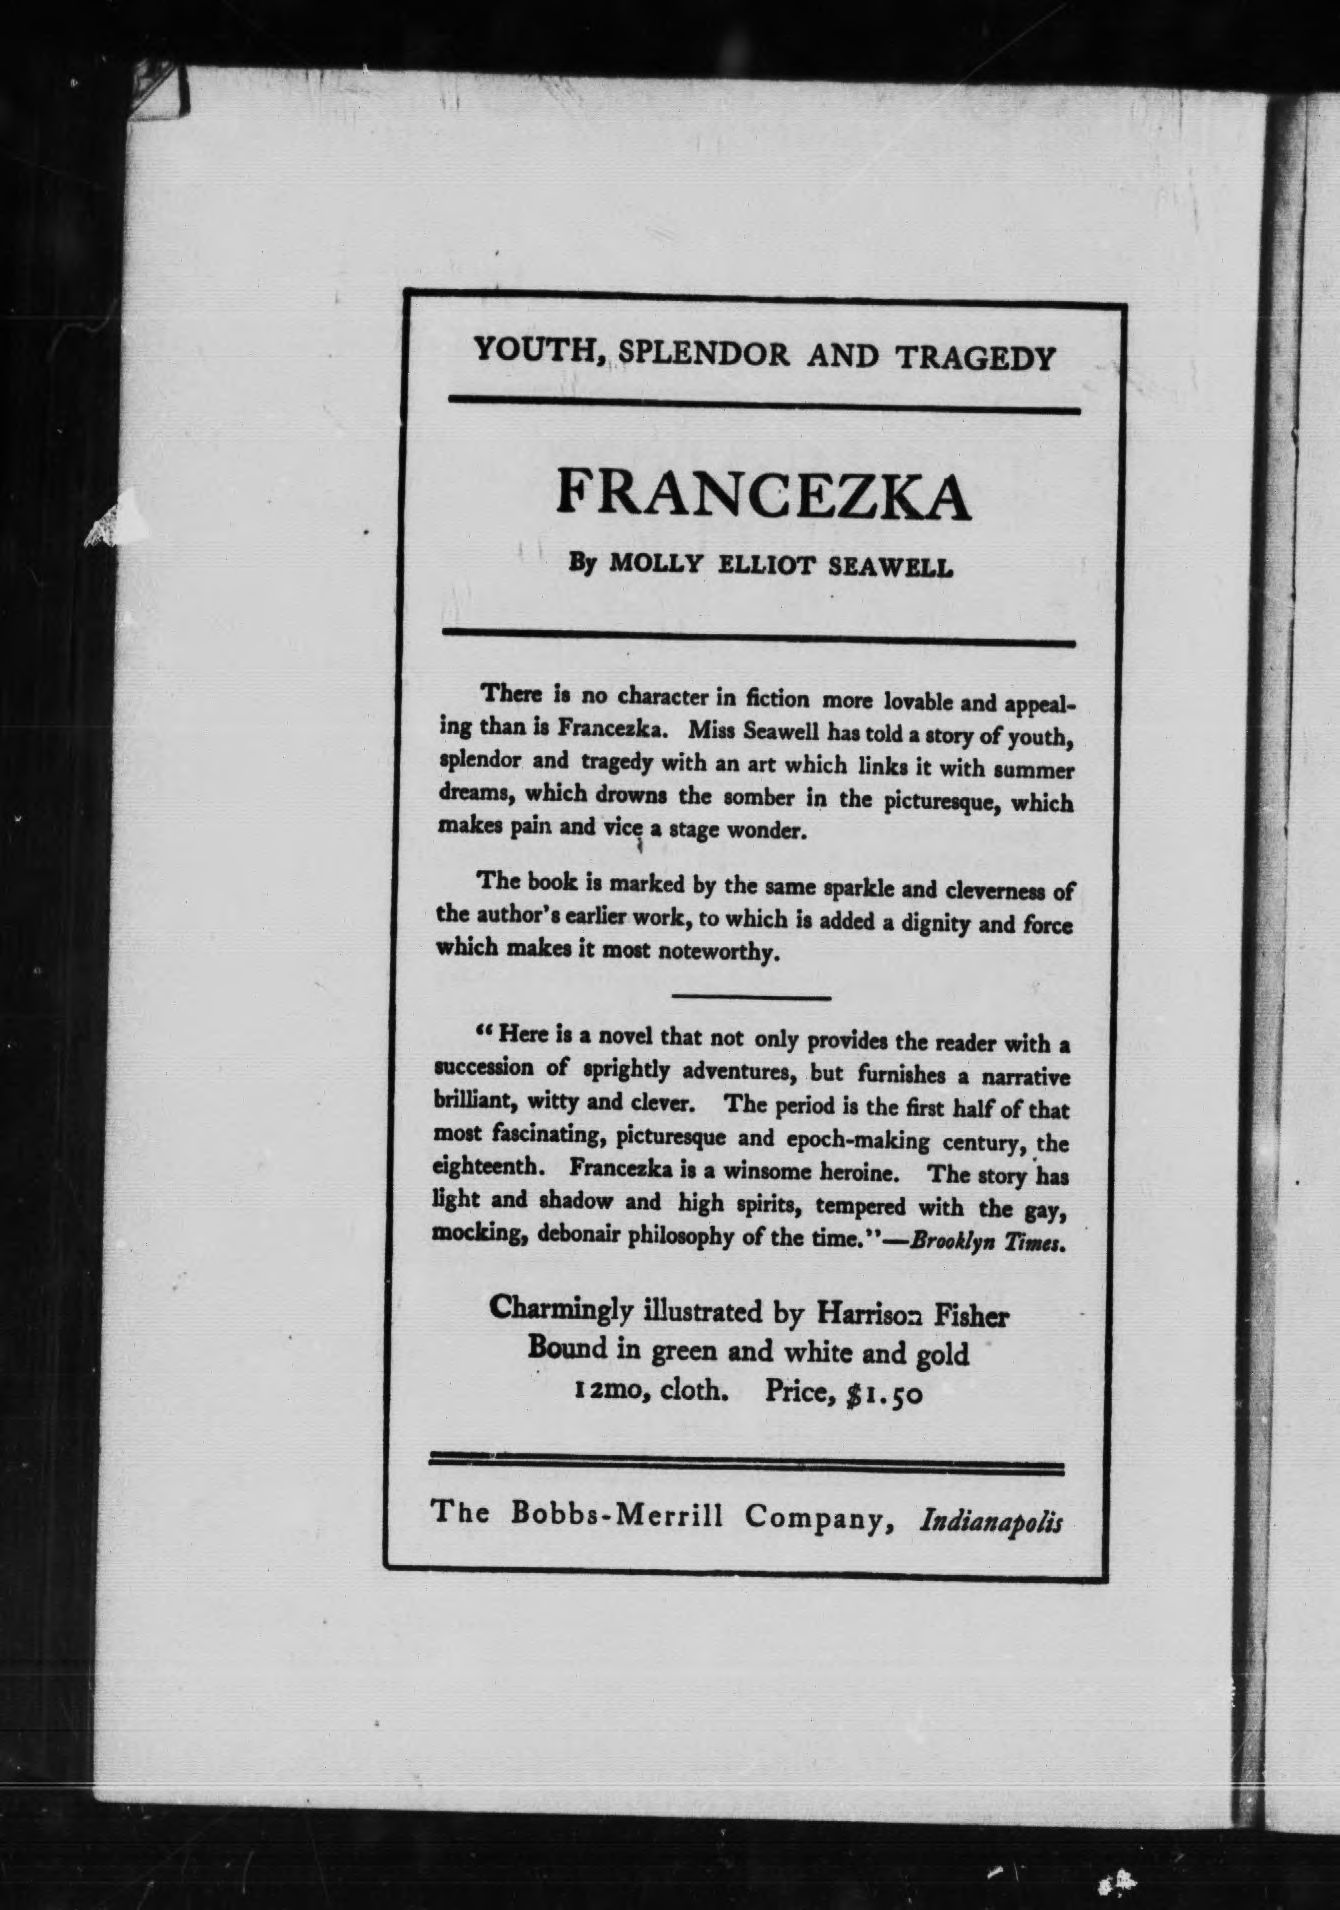 YOUTH, SPLENDOR AND TRAGEDY
FRANCEZKA
By MOLLY ELLIOT SEAWELL
There is no character in fiction more lovable and appeal-
ing than is Francezka. Miss Seawell has told a story of youth,
splendor and tragedy with an art which links it with summer
dreams, which drowns the somber in the picturesque, which
makes pain and vice a stage wonder.
The book is marked by the same sparkle and cleverness of
the author's earlier work, to which is added a dignity and force
which makes it most noteworthy.
“Here is a novel that not only provides the reader with a
succession of sprightly adventures, but furnishes a narrative
brilliant, witty and clever. The period is the first half of that
most fascinating, picturesque and epoch-making century, the
eighteenth. Francezka is a winsome heroine. The story has
light and shadow and high spirits, tempered with the gay,
mocking, debonair philosophy of the time.”—Brooklyn Times.
Charmingly illustrated by Harrison Fisher
Bound in green and white and gold
12mo, cloth. Price, $1.50
The Bobbs-Merrill Company, Indianapolis